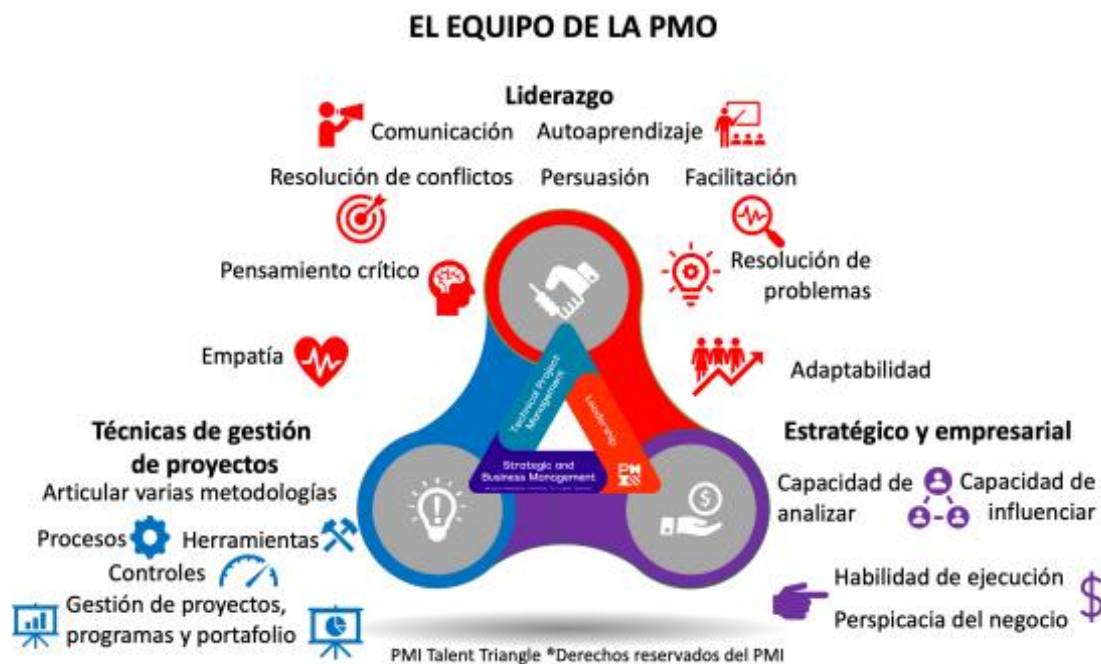 EL EQUIPO DE LA PMO
Liderazgo
Comunicación
Autoaprendizaje
Resolución de conflictos
Persuasión
Facilitación
Pensamiento crítico
Resolución de
problemas
Empatía
Adaptabilidad
Technical Project
Management
Leadership
Strategic and
Business Management
Técnicas de gestión
de proyectos
Articular varias metodologías
Procesos
Herramientas
Controles
Gestión de proyectos,
programas y portafolio
Estratégico y empresarial
Capacidad de
analizar
Capacidad de
influenciar
Habilidad de ejecución
Perspicacia del negocio
$
$
PMI Talent Triangle ®Derechos reservados del PMI